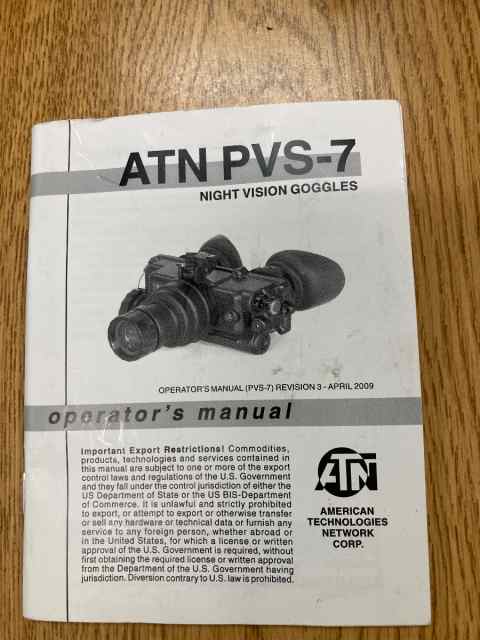 ATN PVS-7
NIGHT VISION GOGGLES
OPERATOR'S MANUAL (PVS-7) REVISION 3 - APRIL 2009
operator's manual
Important Export Restrictions! Commodities,
products, technologies and services contained in
this manual are subject to one or more of the export
control laws and regulations of the U.S. Government
and they fall under the control jurisdiction of either the
US Department of State or the US BIS-Department
of Commerce. It is unlawful and strictly prohibited
to export, or attempt to export or otherwise transfer
or sell any hardware or technical data or furnish any
service to any foreign person, whether abroad or
in the United States, for which a license or written
approval of the U.S. Government is required, without
first obtaining the required license or written approval
from the Department of the U.S. Government having
jurisdiction. Diversion contrary to U.S. law is prohibited.
ATN
AMERICAN
TECHNOLOGIES
NETWORK
CORP.